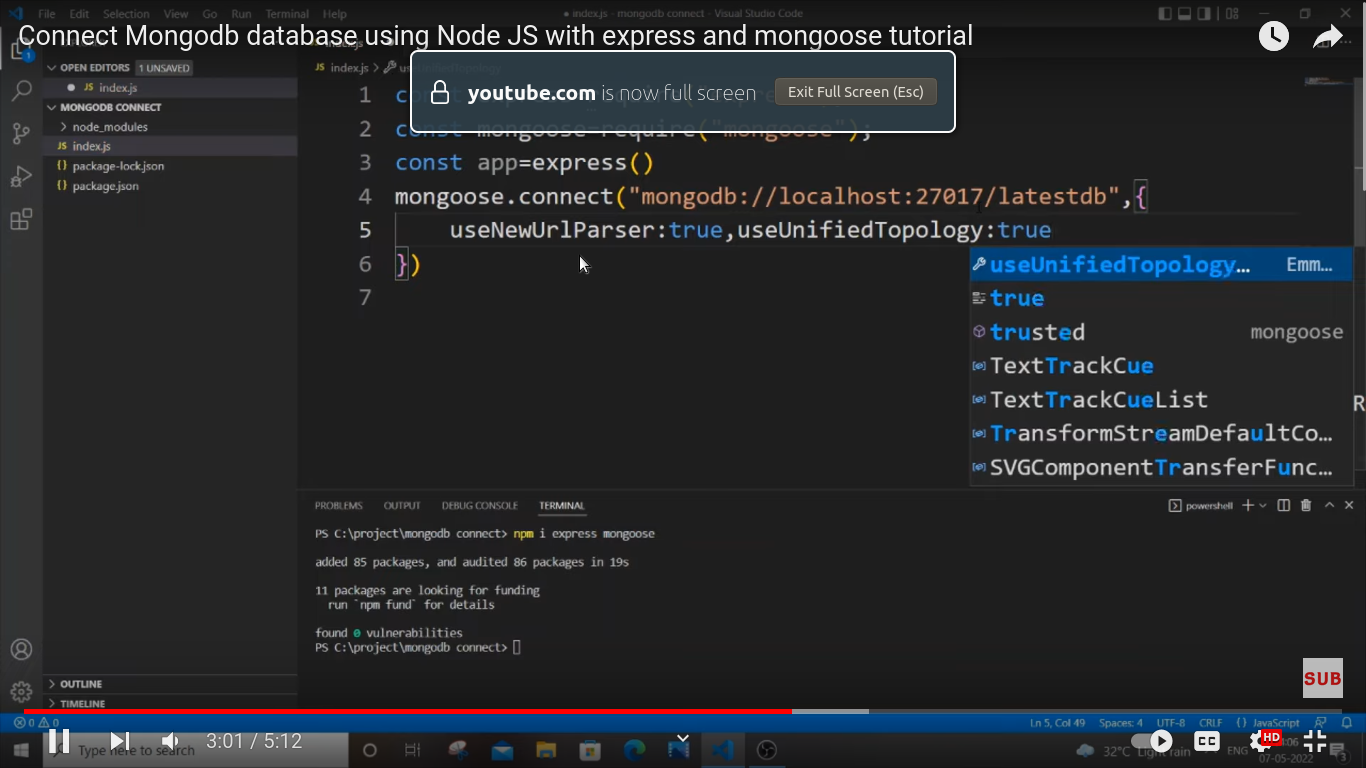 File Edit Selection View Go Run Terminal Help
index.js - mongodb connect - Visual Studio Code
Connect Mongodb database using Node JS with express and mongoose tutorial
youtube.com is now full screen Exit Full Screen (Esc)
OPEN EDITORS 1 UNSAVED
JS index.js
MONGODB CONNECT
node_modules
JS index.js
{} package-lock.json
{} package.json
JS index.js >
1
2 const mongoose=require("mongoose");
3 const app=express()
4 mongoose.connect("mongodb://localhost:27017/latestdb",{
5 useNewUrlParser:true,useUnifiedTopology:true
6 })
7
useUnifiedTopology… Emm…
true
trusted mongoose
TextTrackCue
TextTrackCueList
TransformStreamDefaultCo…
SVGComponentTransferFunc…
PROBLEMS OUTPUT DEBUG CONSOLE TERMINAL
powershell
PS C:\project\mongodb connect> npm i express mongoose
added 85 packages, and audited 86 packages in 19s
11 packages are looking for funding
run `npm fund` for details
found 0 vulnerabilities
PS C:\project\mongodb connect>
OUTLINE
TIMELINE
SUB
0 0
Ln 5, Col 49 Spaces: 4 UTF-8 CRLF {} JavaScript
Type here to search
3:01 / 5:12
CC
HD
32°C Light rain
ENG
07-05-2022
3